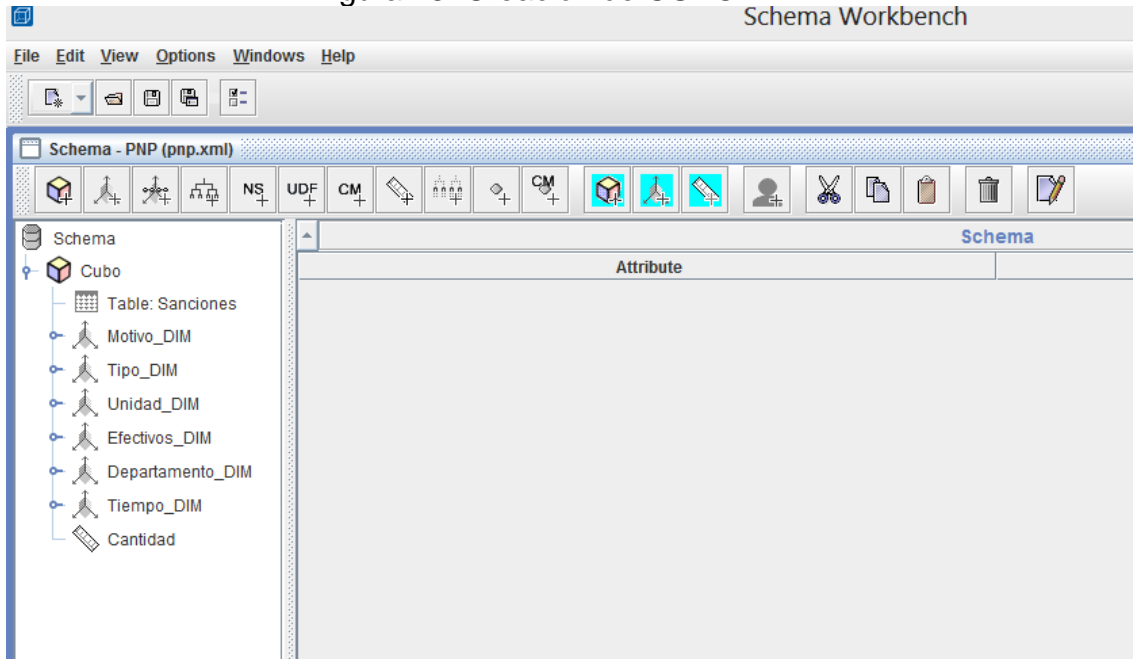 Schema Workbench
File Edit View Options Windows Help
Schema - PNP (pnp.xml)
NS UDF CM CM
Schema
Cubo
Table: Sanciones
Motivo_DIM
Tipo_DIM
Unidad_DIM
Efectivos_DIM
Departamento_DIM
Tiempo_DIM
Cantidad
Schema
Attribute